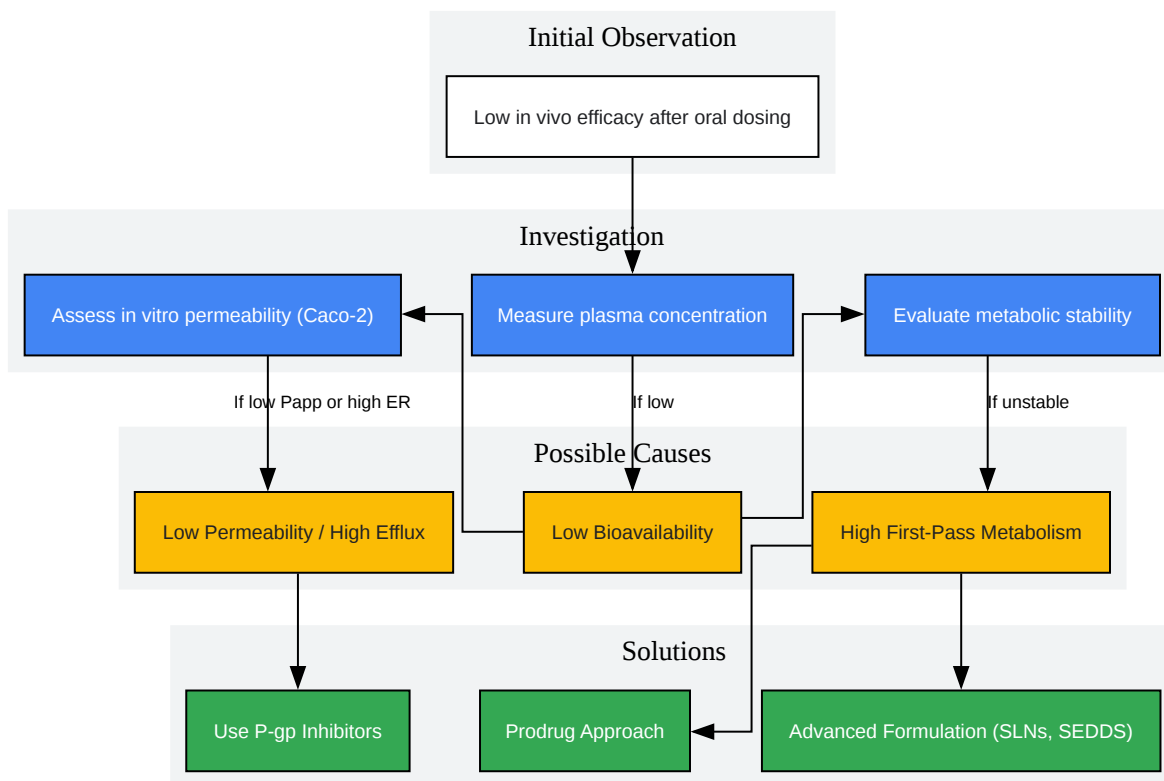 Initial Observation
Low in vivo efficacy after oral dosing
Investigation
Assess in vitro permeability (Caco-2)
Measure plasma concentration
Evaluate metabolic stability
If low Papp or high ER
If low
If unstable
Possible Causes
Low Permeability / High Efflux
Low Bioavailability
High First-Pass Metabolism
Solutions
Use P-gp Inhibitors
Prodrug Approach
Advanced Formulation (SLNs, SEDDS)